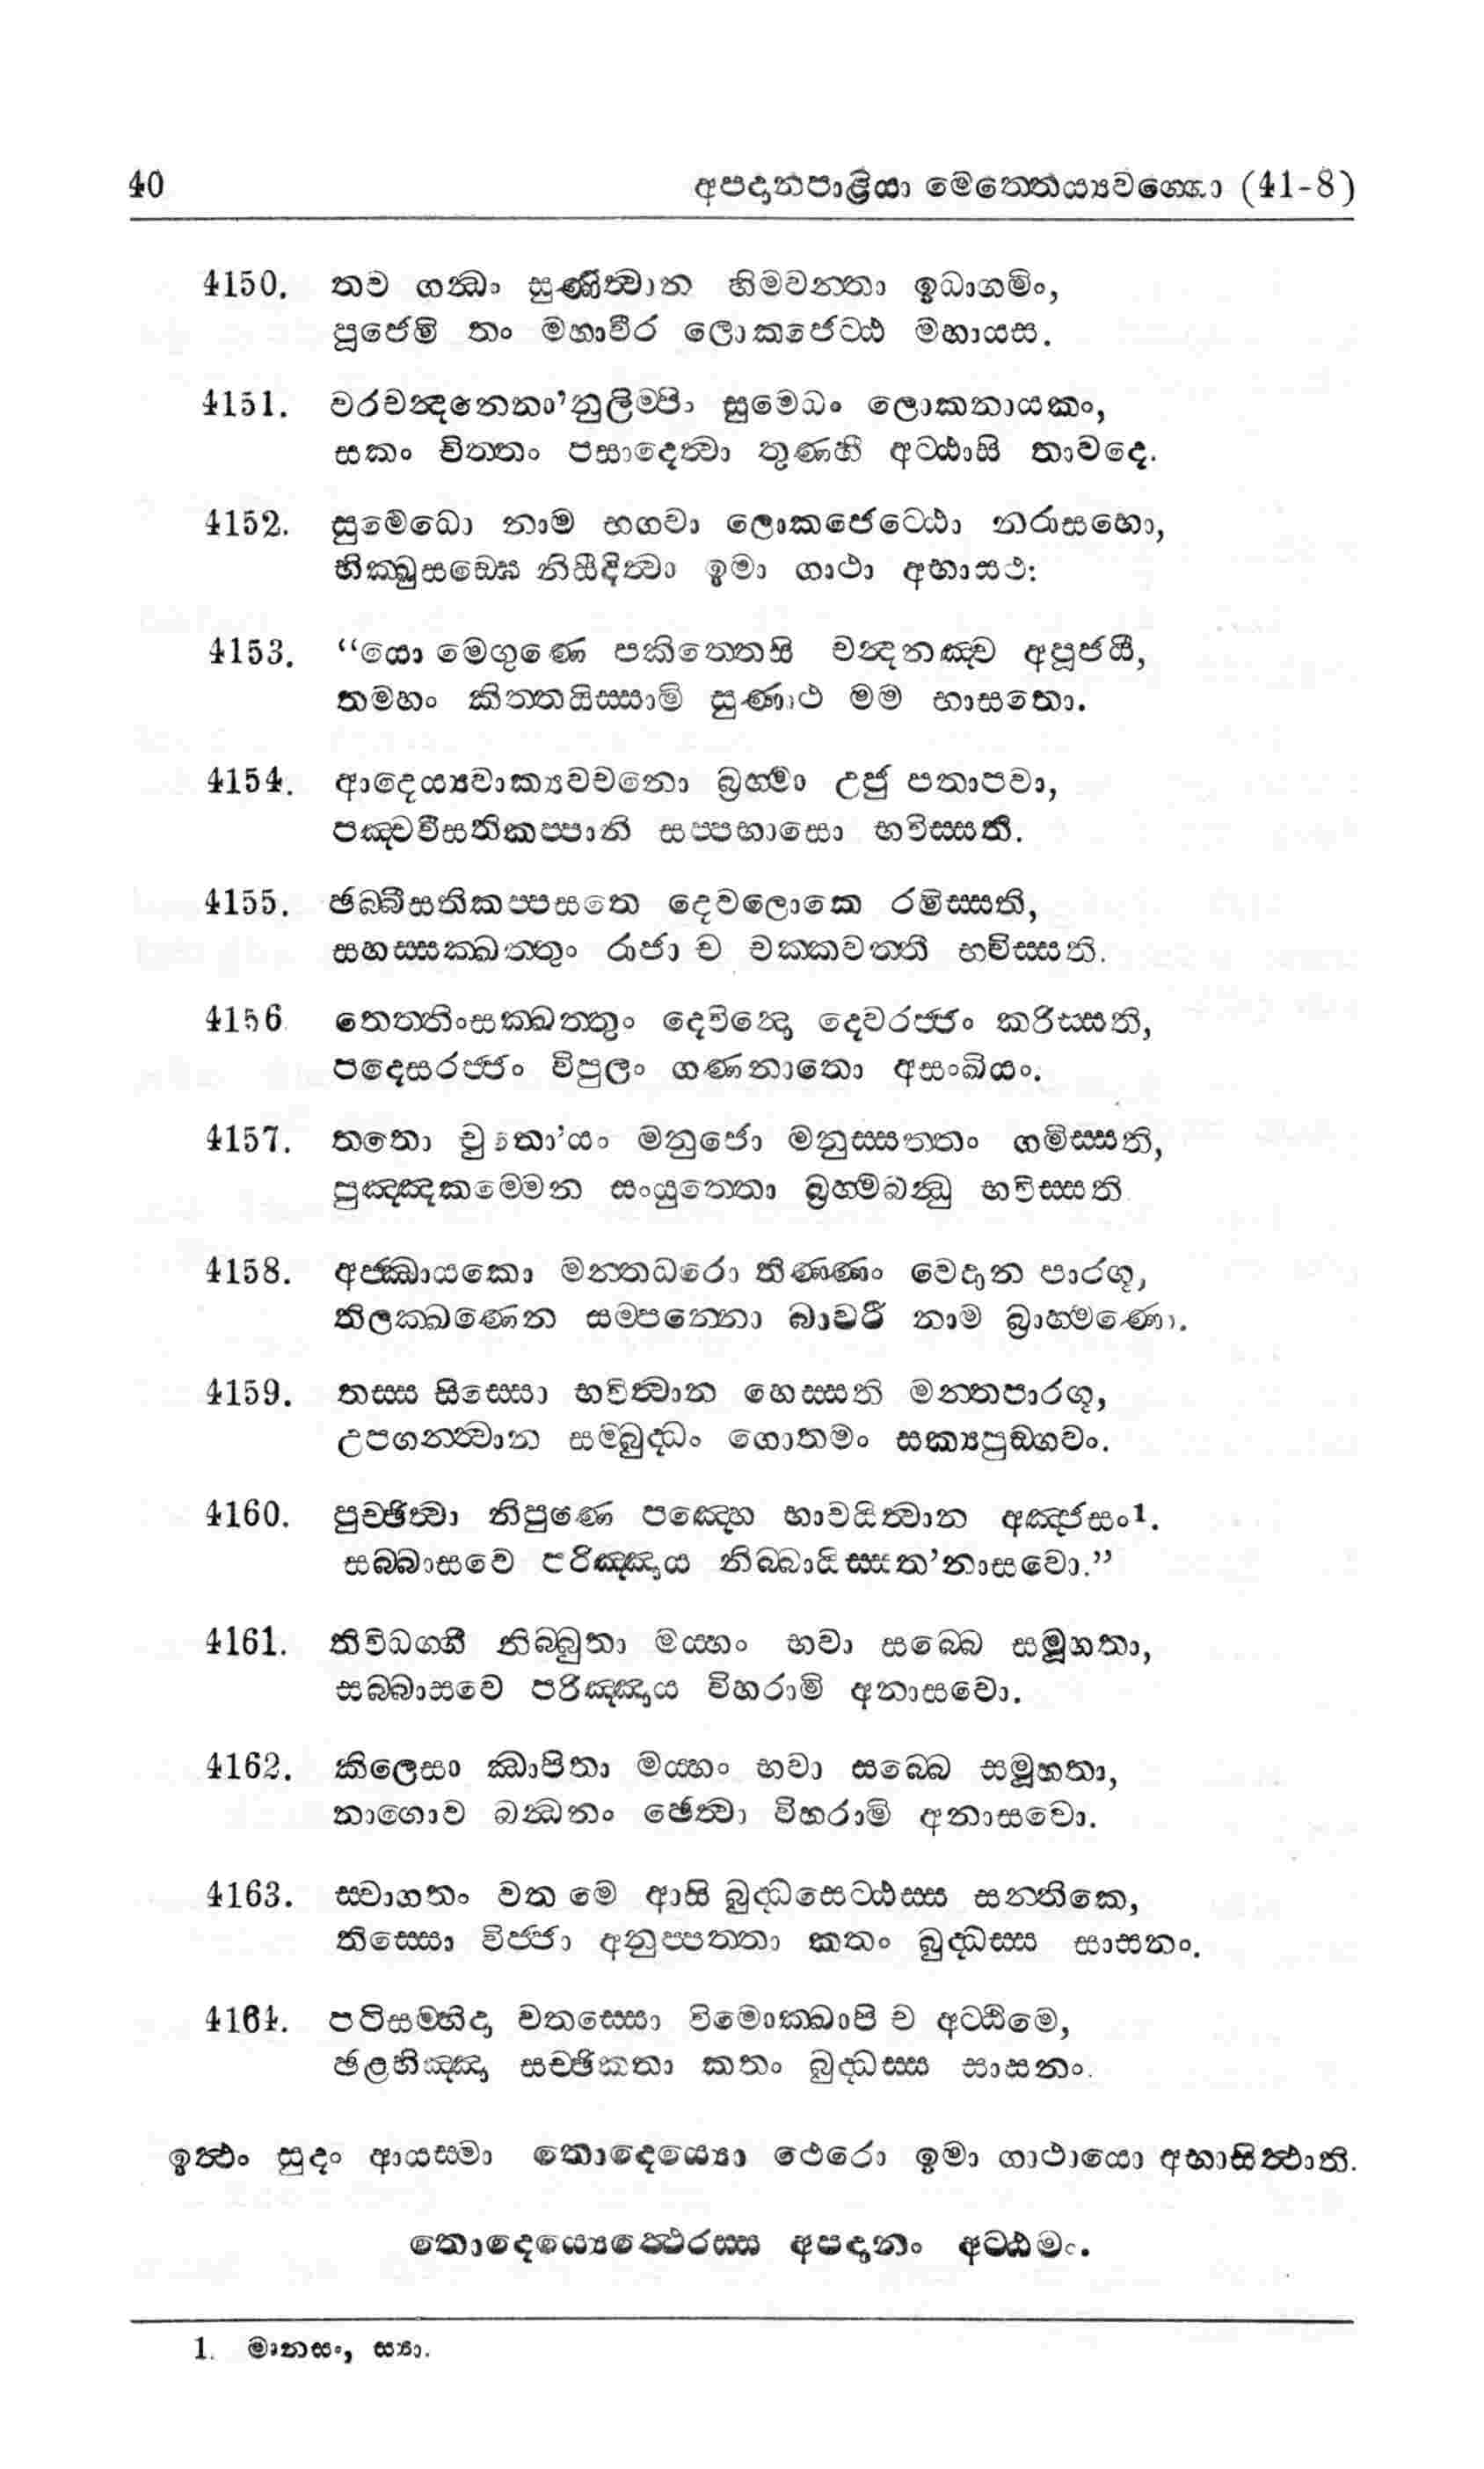 40 අපදානපාළියා මෙත්තෙය්‍යවග්ගො (41-8)
4150. තව ගන්ධං සුණිත්වාන හිමවන්තා ඉධාගමිං,
පූජෙමි තං මහාවීර ලොකජෙට්ඨ මහායස.
4151. වරචන්දනෙනා'නුලිම්පිං සුමෙධං ලොකනායකං,
සකං චිත්තං පසාදෙත්වා තුණ්හී අට්ඨාසි තාවදෙ.
4152. සුමෙධො නාම භගවා ලොකජෙට්ඨො නරාසභො,
භික්ඛුසඞ්ඝෙ නිසීදිත්වා ඉමා ගාථා අභාසථ:
4153. “යො මෙ ගුණෙ පකිත්තෙසි චන්දනඤ්ච අපූජයී,
තමහං කිත්තයිස්සාමි සුණාථ මම භාසතො.
4154. ආදෙය්‍යවාක්‍යවචනො බ්‍රහ්මා උජු පතාපවා,
පඤ්චවීසතිකප්පානි සප්පභාසො භවිස්සති.
4155. ඡබ්බීසතිකප්පසතෙ දෙවලොකෙ රමිස්සති,
සහස්සක්ඛත්තුං රාජා ච චක්කවත්තී භවිස්සති.
4156 තෙත්තිංසක්ඛත්තුං දෙවින්දො දෙවරජ්ජං කරිස්සති,
පදෙසරජ්ජං විපුලං ගණනාතො අසංඛියං.
4157. තතො චුතො'යං මනුජො මනුස්සත්තං ගමිස්සති,
පුඤ්ඤකම්මෙන සංයුත්තො බ්‍රහ්මබන්ධු භවිස්සති
4158. අජ්ඣායකො මන්තධරො තිණ්ණං වෙදාන පාරගූ,
තිලක්ඛණෙන සම්පන්නො බාවරී නාම බ්‍රාහ්මණො.
4159. තස්ස සිස්සො භවිත්වාන හෙස්සති මන්තපාරගූ,
උපගන්ත්වාන සම්බුද්ධං ගොතමං සක්‍යපුඞ්ගවං.
4160. පුච්ඡිත්වා නිපුණෙ පඤ්හෙ භාවයිත්වාන අඤ්ජසං¹.
සබ්බාසවෙ පරිඤ්ඤාය නිබ්බායිස්සත'නාසවො.”
4161. තිවිධග්ගී නිබ්බුතා මය්හං භවා සබ්බෙ සමූහතා,
සබ්බාසවෙ පරිඤ්ඤාය විහරාමි අනාසවො.
4162. කිලෙසා ඣාපිතා මය්හං භවා සබ්බෙ සමූහතා,
නාගොව බන්ධනං ඡෙත්වා විහරාමි අනාසවො.
4163. ස්වාගතං වත මෙ ආසි බුද්ධසෙට්ඨස්ස සන්තිකෙ,
තිස්සො විජ්ජා අනුප්පත්තා කතං බුද්ධස්ස සාසනං.
4164. පටිසම්භිදා චතස්සො විමොක්ඛාපි ච අට්ඨිමෙ,
ඡළභිඤ්ඤා සච්ඡිකතා කතං බුද්ධස්ස සාසනං.
ඉත්ථං සුදං ආයස්මා තොදෙය්‍යො ථෙරො ඉමා ගාථායො අභාසිත්ථාති.
තොදෙය්‍යත්ථෙරස්ස අපදානං අට්ඨමං.
1. මානසං, ස්‍යා.